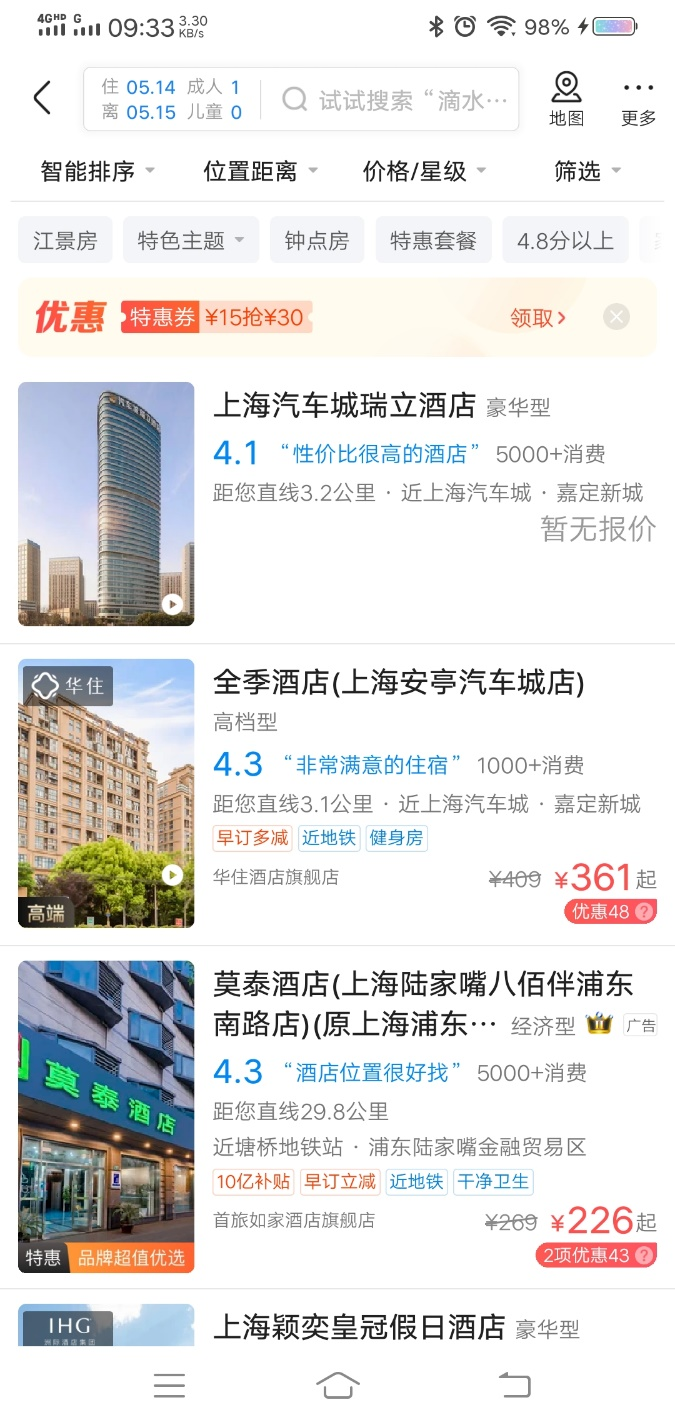 4GHD G 09:33 3.30 KB/s 98%
住 05.14 成人 1
离 05.15 儿童 0
试试搜索“滴水…
地图
更多
智能排序 位置距离 价格/星级 筛选
江景房 特色主题 钟点房 特惠套餐 4.8分以上
优惠 特惠券 ¥15抢¥30 领取
上海汽车城瑞立酒店 豪华型
4.1 “性价比很高的酒店” 5000+消费
距您直线3.2公里 · 近上海汽车城 · 嘉定新城
暂无报价
华住
高端
全季酒店(上海安亭汽车城店)
高档型
4.3 “非常满意的住宿” 1000+消费
距您直线3.1公里 · 近上海汽车城 · 嘉定新城
早订多减 近地铁 健身房
华住酒店旗舰店 ¥409 ¥361起
优惠48 ?
莫泰酒店
特惠 品牌超值优选
莫泰酒店(上海陆家嘴八佰伴浦东
南路店)(原上海浦东… 经济型 广告
4.3 “酒店位置很好找” 5000+消费
距您直线29.8公里
近塘桥地铁站 · 浦东陆家嘴金融贸易区
10亿补贴 早订立减 近地铁 干净卫生
首旅如家酒店旗舰店 ¥269 ¥226起
2项优惠43 ?
IHG
洲际酒店集团
上海颖奕皇冠假日酒店 豪华型